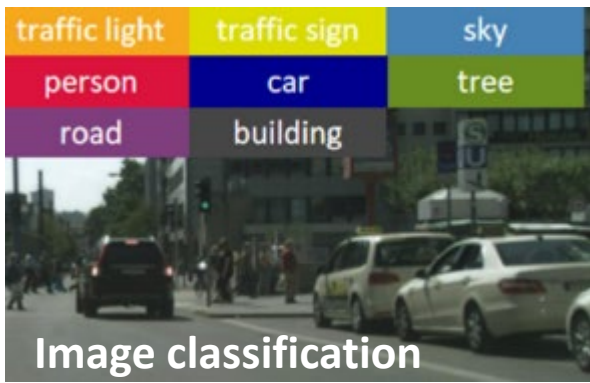 traffic light traffic sign sky
person car tree
road building
S
U
Image classification